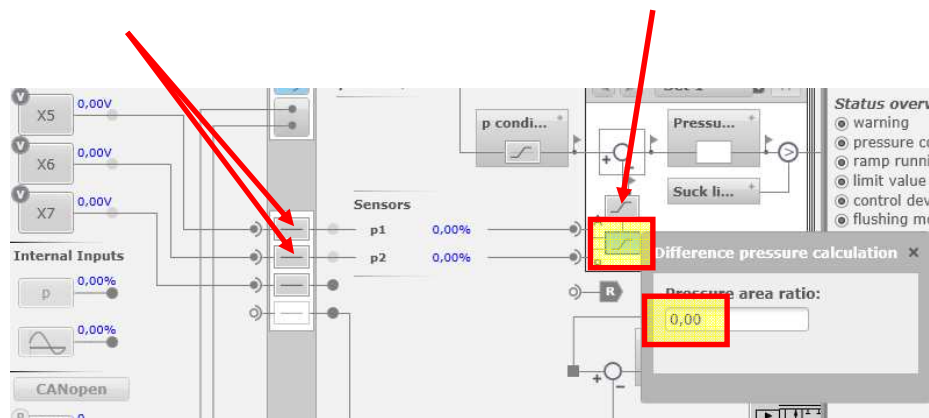 V
X5
0,00V
V
X6
0,00V
V
X7
0,00V
Internal Inputs
p
0,00%
0,00%
CANopen
Sensors
p1
0,00%
p2
0,00%
p condi...
+
Pressu...
+
Suck li...
R
+
Difference pressure calculation ×
Pressure area ratio:
0,00
Status overv
warning
pressure co
ramp runni
limit value
control dev
flushing mo